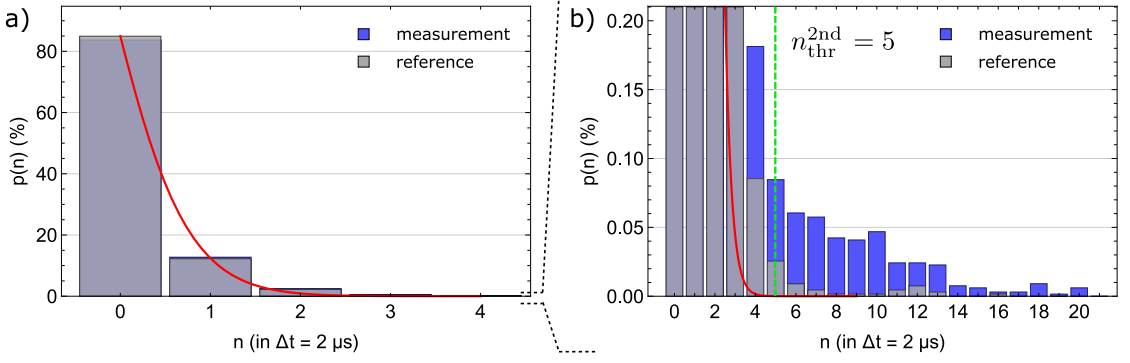 a)
measurement
reference
p(n) (%)
80
60
40
20
0
0 1 2 3 4
n (in Δt = 2 μs)
b)
n_thr^2nd = 5
measurement
reference
p(n) (%)
0.20
0.15
0.10
0.05
0.00
0 2 4 6 8 10 12 14 16 18 20
n (in Δt = 2 μs)